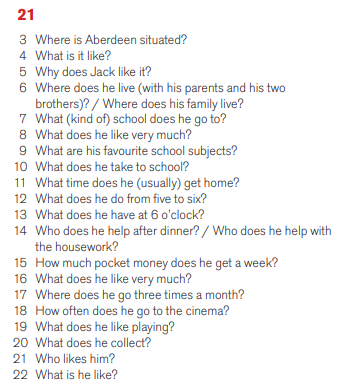 21
3 Where is Aberdeen situated?
4 What is it like?
5 Why does Jack like it?
6 Where does he live (with his parents and his two
brothers)? / Where does his family live?
7 What (kind of) school does he go to?
8 What does he like very much?
9 What are his favourite school subjects?
10 What does he take to school?
11 What time does he (usually) get home?
12 What does he do from five to six?
13 What does he have at 6 o'clock?
14 Who does he help after dinner? / Who does he help with
the housework?
15 How much pocket money does he get a week?
16 What does he like very much?
17 Where does he go three times a month?
18 How often does he go to the cinema?
19 What does he like playing?
20 What does he collect?
21 Who likes him?
22 What is he like?